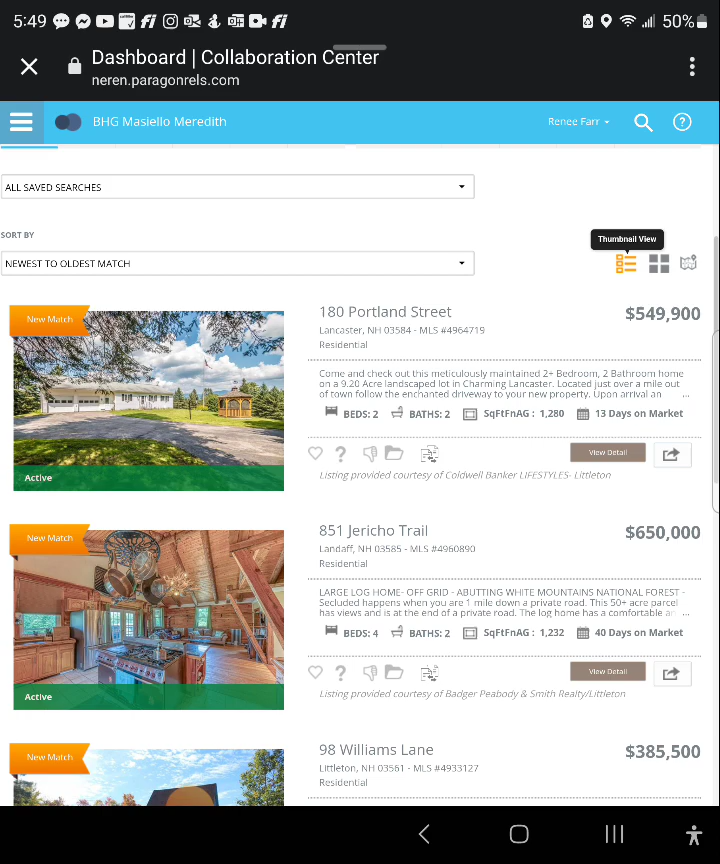 5:49
50%
Dashboard | Collaboration Center
neren.paragonrels.com
BHG Masiello Meredith
Renee Farr
ALL SAVED SEARCHES
SORT BY
Thumbnail View
NEWEST TO OLDEST MATCH
New Match
Active
180 Portland Street
$549,900
Lancaster, NH 03584 - MLS #4964719
Residential
Come and check out this meticulously maintained 2+ Bedroom, 2 Bathroom home
on a 9.20 Acre landscaped lot in Charming Lancaster. Located just over a mile out
of town follow the enchanted driveway to your new property. Upon arrival an ...
BEDS: 2 BATHS: 2 SqFtFnAG : 1,280 13 Days on Market
View Detail
Listing provided courtesy of Coldwell Banker LIFESTYLES- Littleton
New Match
Active
851 Jericho Trail
$650,000
Landaff, NH 03585 - MLS #4960890
Residential
LARGE LOG HOME- OFF GRID - ABUTTING WHITE MOUNTAINS NATIONAL FOREST -
Secluded happens when you are 1 mile down a private road. This 50+ acre parcel
has views and is at the end of a private road. The log home has a comfortable ...
BEDS: 4 BATHS: 2 SqFtFnAG : 1,232 40 Days on Market
View Detail
Listing provided courtesy of Badger Peabody & Smith Realty/Littleton
New Match
98 Williams Lane
$385,500
Littleton, NH 03561 - MLS #4933127
Residential